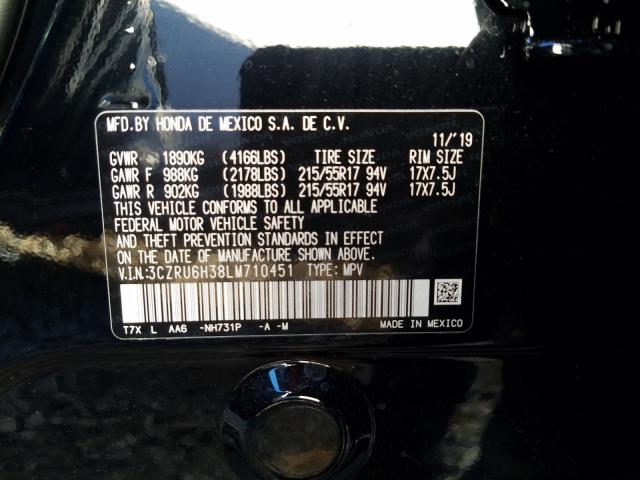 MFD.BY HONDA DE MEXICO S.A. DE C.V.
11/'19
GVWR 1890KG (4166LBS) TIRE SIZE RIM SIZE
GAWR F 988KG (2178LBS) 215/55R17 94V 17X7.5J
GAWR R 902KG (1988LBS) 215/55R17 94V 17X7.5J
THIS VEHICLE CONFORMS TO ALL APPLICABLE
FEDERAL MOTOR VEHICLE SAFETY
AND THEFT PREVENTION STANDARDS IN EFFECT
ON THE DATE OF MANUFACTURE SHOWN ABOVE.
V.I.N:3CZRU6H38LM710451 TYPE: MPV
T7X L AA6 -NH731P -A -M MADE IN MEXICO